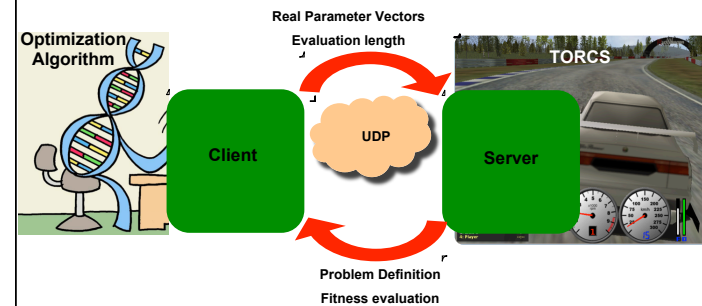 Real Parameter Vectors
Evaluation length
Optimization
Algorithm
TORCS
Client
UDP
Server
Problem Definition
Fitness evaluation